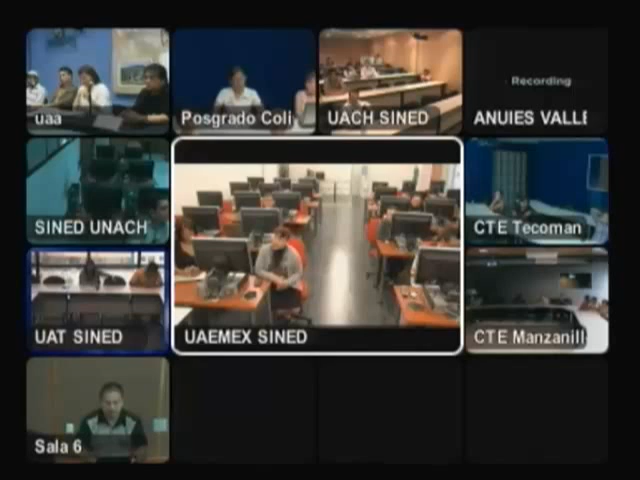 uaa
Posgrado Coli
UACH SINED
Recording
ANUIES VALLE
SINED UNACH
CTE Tecoman
UAT SINED
UAEMEX SINED
CTE Manzanill
Sala 6